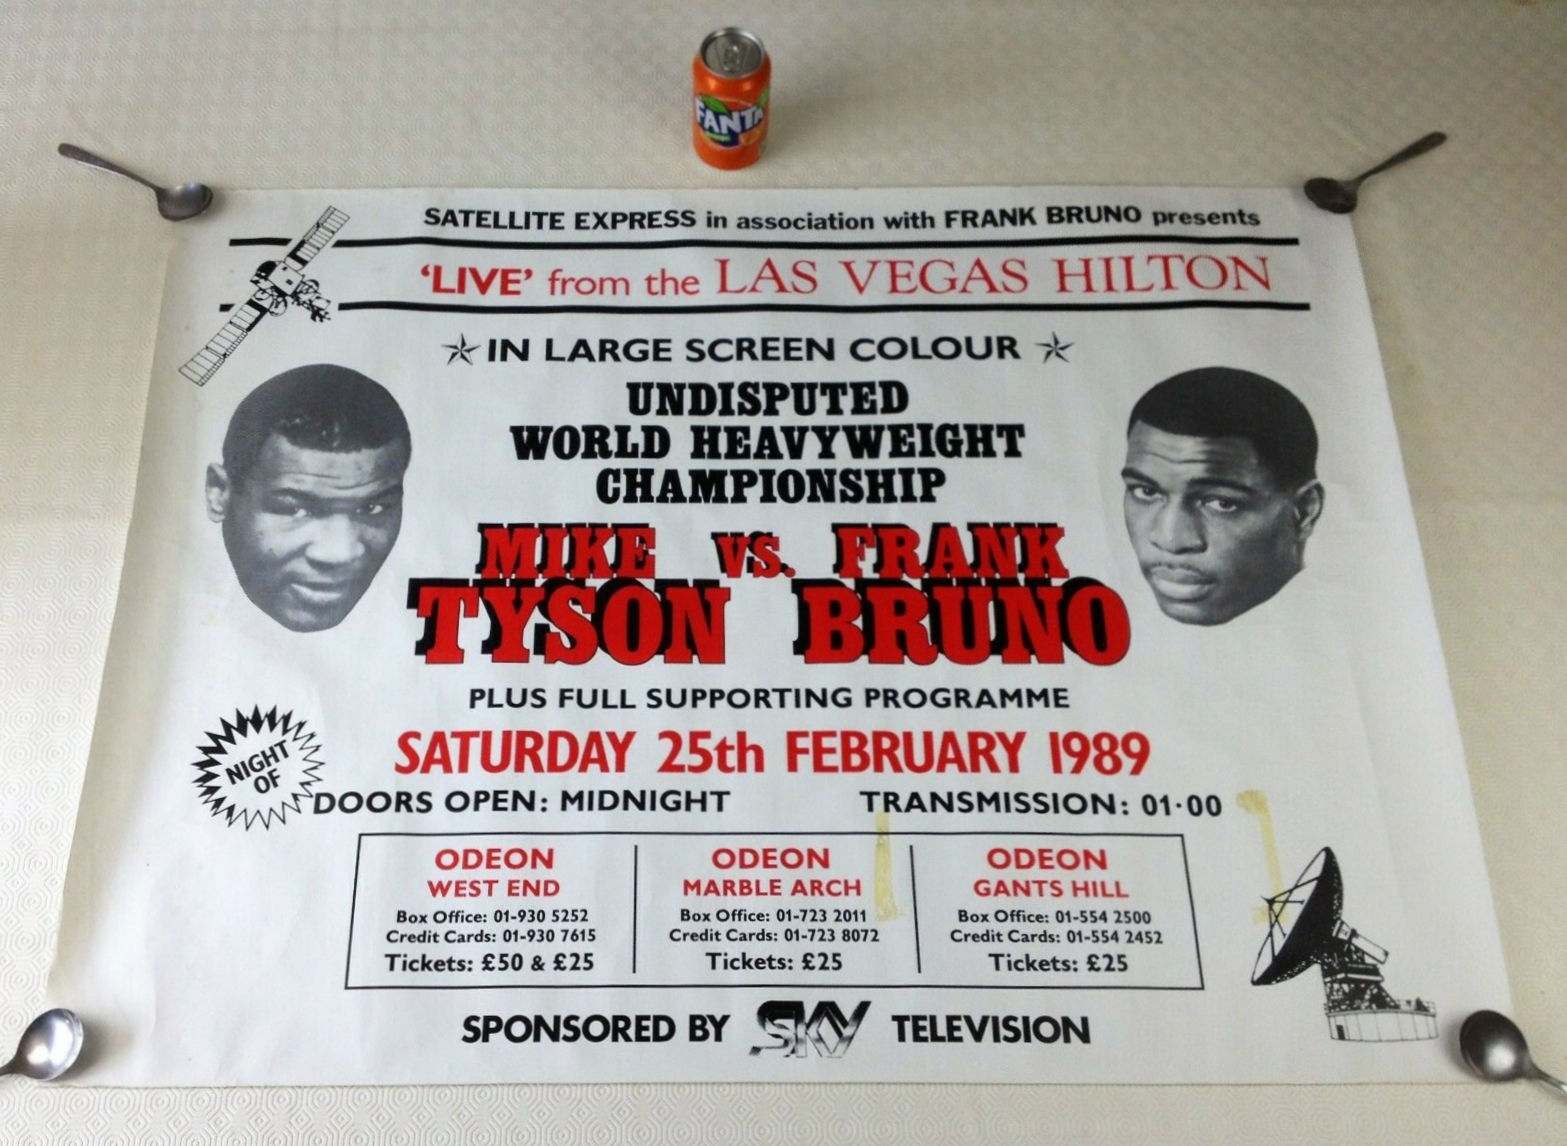 FANTA
SATELLITE EXPRESS in association with FRANK BRUNO presents
‘LIVE’ from the LAS VEGAS HILTON
IN LARGE SCREEN COLOUR
UNDISPUTED
WORLD HEAVYWEIGHT
CHAMPIONSHIP
MIKE VS. FRANK
TYSON BRUNO
PLUS FULL SUPPORTING PROGRAMME
NIGHT
OF
SATURDAY 25th FEBRUARY 1989
DOORS OPEN: MIDNIGHT TRANSMISSION: 01·00
ODEON
WEST END
Box Office: 01-930 5252
Credit Cards: 01-930 7615
Tickets: £50 & £25
ODEON
MARBLE ARCH
Box Office: 01-723 2011
Credit Cards: 01-723 8072
Tickets: £25
ODEON
GANTS HILL
Box Office: 01-554 2500
Credit Cards: 01-554 2452
Tickets: £25
SPONSORED BY SKY TELEVISION